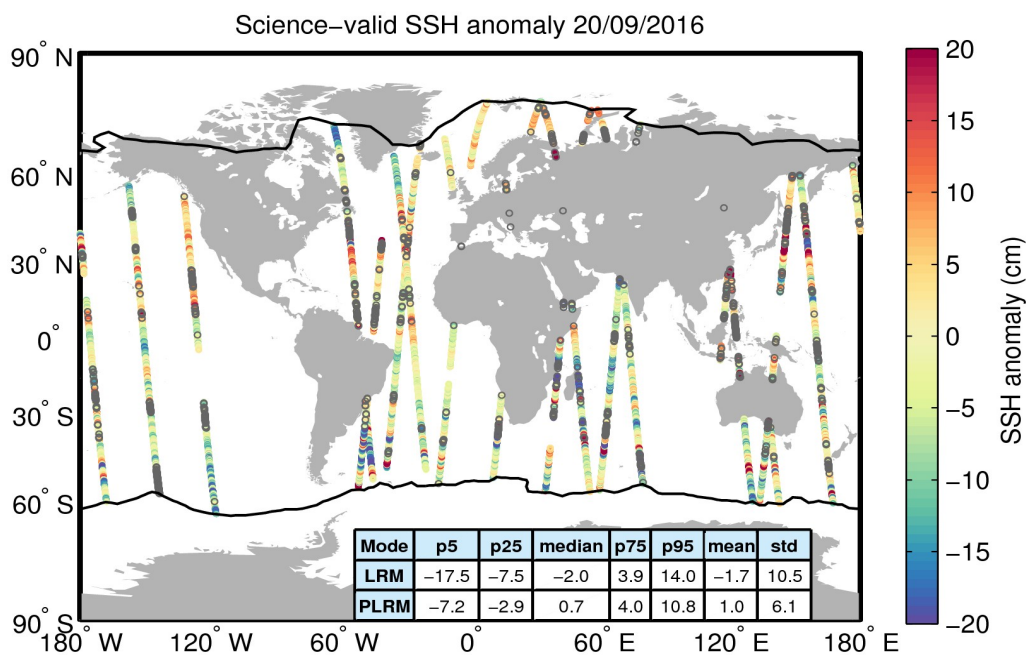 Science−valid SSH anomaly 20/09/2016
90° N
60° N
30° N
0°
30° S
60° S
90° S
180° W
120° W
60° W
0°
60° E
120° E
180° E
Mode p5 p25 median p75 p95 mean std
LRM −17.5 −7.5 −2.0 3.9 14.0 −1.7 10.5
PLRM −7.2 −2.9 0.7 4.0 10.8 1.0 6.1
20
15
10
5
0
−5
−10
−15
−20
SSH anomaly (cm)